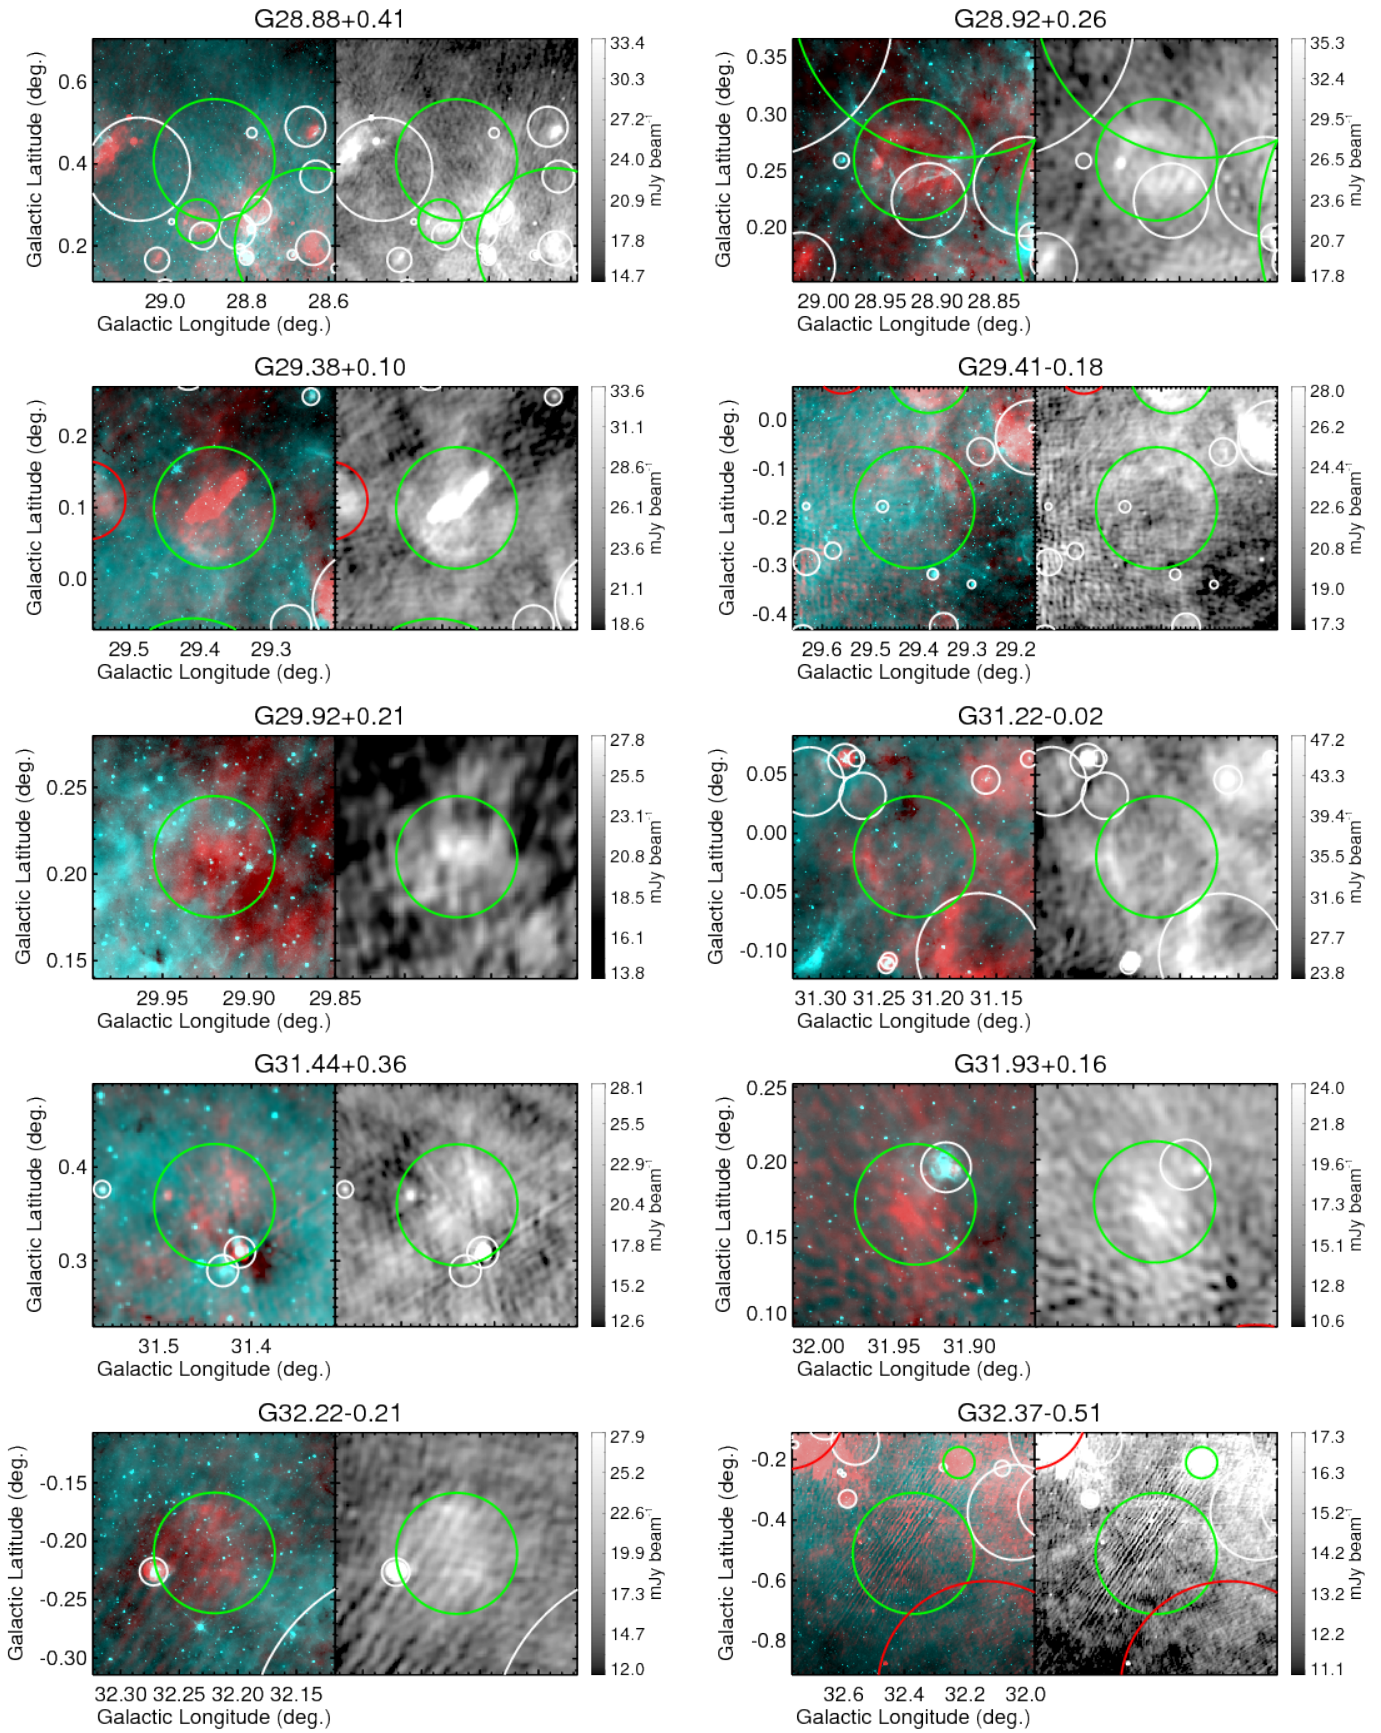 G28.88+0.41
Galactic Latitude (deg.)
0.6
0.4
0.2
29.0 28.8 28.6
Galactic Longitude (deg.)
33.4
30.3
27.2
24.0
20.9
17.8
14.7
mJy beam⁻¹
G28.92+0.26
Galactic Latitude (deg.)
0.35
0.30
0.25
0.20
29.00 28.95 28.90 28.85
Galactic Longitude (deg.)
35.3
32.4
29.5
26.5
23.6
20.7
17.8
mJy beam⁻¹
G29.38+0.10
Galactic Latitude (deg.)
0.2
0.1
0.0
29.5 29.4 29.3
Galactic Longitude (deg.)
33.6
31.1
28.6
26.1
23.6
21.1
18.6
mJy beam⁻¹
G29.41-0.18
Galactic Latitude (deg.)
0.0
-0.1
-0.2
-0.3
-0.4
29.6 29.5 29.4 29.3 29.2
Galactic Longitude (deg.)
28.0
26.2
24.4
22.6
20.8
19.0
17.3
mJy beam⁻¹
G29.92+0.21
Galactic Latitude (deg.)
0.25
0.20
0.15
29.95 29.90 29.85
Galactic Longitude (deg.)
27.8
25.5
23.1
20.8
18.5
16.1
13.8
mJy beam⁻¹
G31.22-0.02
Galactic Latitude (deg.)
0.05
0.00
-0.05
-0.10
31.30 31.25 31.20 31.15
Galactic Longitude (deg.)
47.2
43.3
39.4
35.5
31.6
27.7
23.8
mJy beam⁻¹
G31.44+0.36
Galactic Latitude (deg.)
0.4
0.3
31.5 31.4
Galactic Longitude (deg.)
28.1
25.5
22.9
20.4
17.8
15.2
12.6
mJy beam⁻¹
G31.93+0.16
Galactic Latitude (deg.)
0.25
0.20
0.15
0.10
32.00 31.95 31.90
Galactic Longitude (deg.)
24.0
21.8
19.6
17.3
15.1
12.8
10.6
mJy beam⁻¹
G32.22-0.21
Galactic Latitude (deg.)
-0.15
-0.20
-0.25
-0.30
32.30 32.25 32.20 32.15
Galactic Longitude (deg.)
27.9
25.2
22.6
19.9
17.3
14.7
12.0
mJy beam⁻¹
G32.37-0.51
Galactic Latitude (deg.)
-0.2
-0.4
-0.6
-0.8
32.6 32.4 32.2 32.0
Galactic Longitude (deg.)
17.3
16.3
15.2
14.2
13.2
12.2
11.1
mJy beam⁻¹